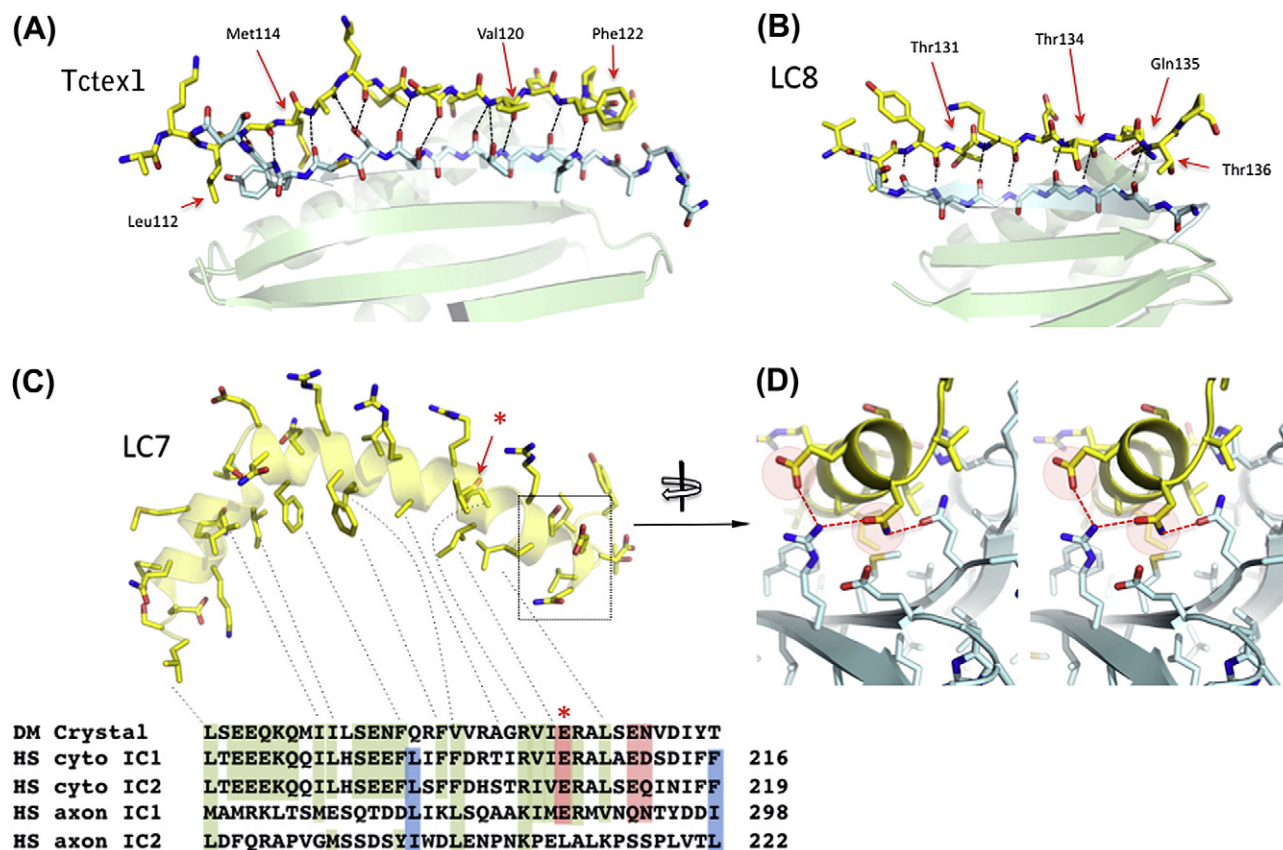 (A)
Tctex1
Met114
Val120
Phe122
Leu112
(B)
LC8
Thr131
Thr134
Gln135
Thr136
(C)
LC7
*
(D)
*
DM Crystal LSEEQKQMIILSENFQRFVVRAGRVIERALSENVDIYT
HS cyto IC1 LTEEEKQQILHSEEFLIFFDRTIRVIERALAEDSDIFF 216
HS cyto IC2 LTEEEKQQILHSEEFLSFFDHSTRIVERALSEQINIFF 219
HS axon IC1 MAMRKLTSMESQTDDLIKLSQAAKIMERMVNQNTYDDI 298
HS axon IC2 LDFQRAPVGMSSDSYIWDLENPNKPELALKPSSPLVTL 222